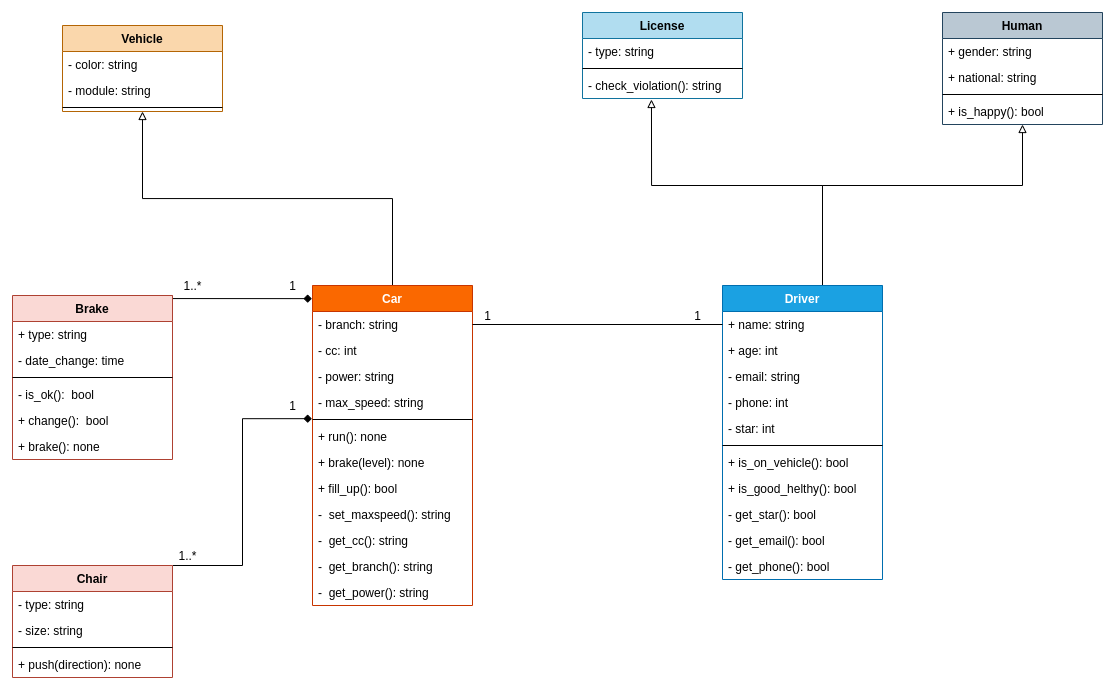 Vehicle
- color: string
- module: string
License
- type: string
- check_violation(): string
Human
+ gender: string
+ national: string
+ is_happy(): bool
1..*
1
Brake
+ type: string
- date_change: time
- is_ok():  bool
+ change():  bool
+ brake(): none
Car
- branch: string
- cc: int
- power: string
- max_speed: string
+ run(): none
+ brake(level): none
+ fill_up(): bool
-  set_maxspeed(): string
-  get_cc(): string
-  get_branch(): string
-  get_power(): string
1
1
Driver
+ name: string
+ age: int
- email: string
- phone: int
- star: int
+ is_on_vehicle(): bool
+ is_good_helthy(): bool
- get_star(): bool
- get_email(): bool
- get_phone(): bool
1
1..*
Chair
- type: string
- size: string
+ push(direction): none